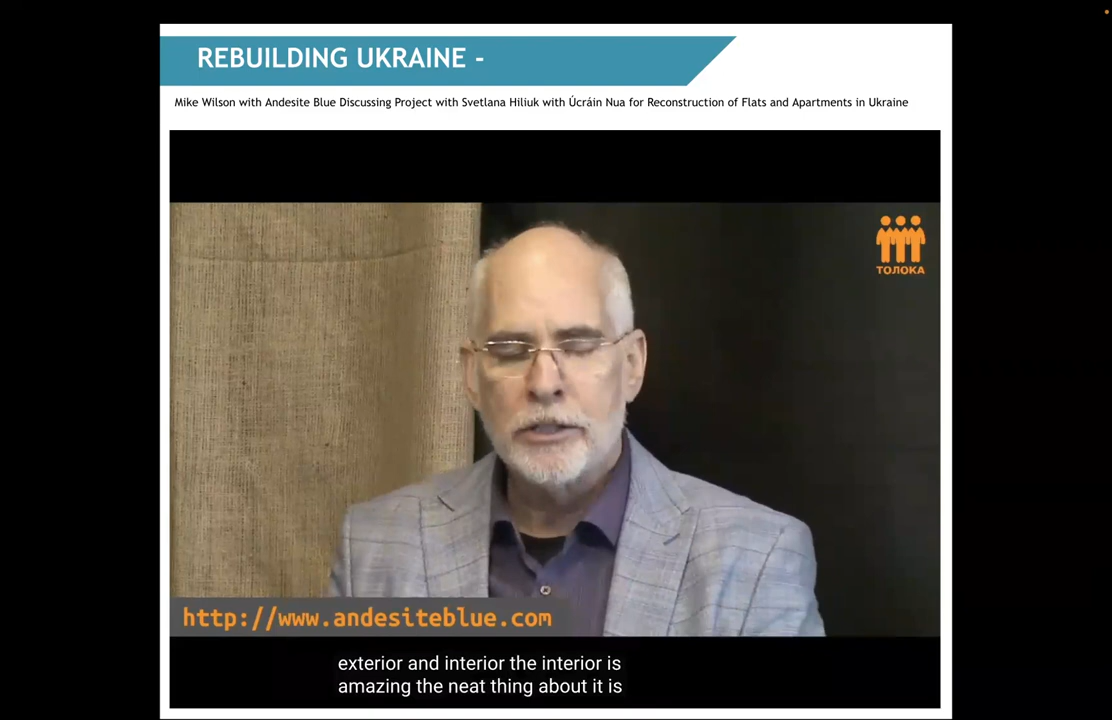 REBUILDING UKRAINE -
Mike Wilson with Andesite Blue Discussing Project with Svetlana Hiliuk with Úcráin Nua for Reconstruction of Flats and Apartments in Ukraine
ТОЛОКА
http://www.andesiteblue.com
exterior and interior the interior is
amazing the neat thing about it is